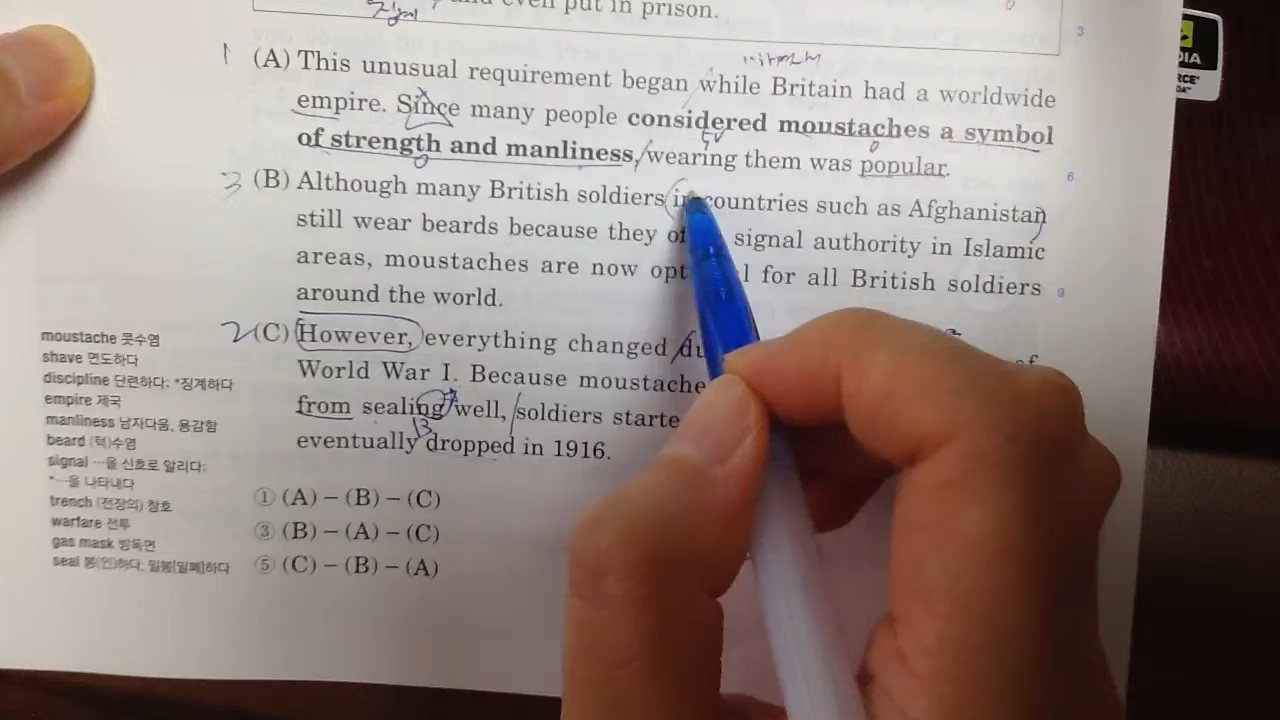 and even put in prison.
3
1 (A) This unusual requirement began while Britain had a worldwide
empire. Since many people considered moustaches a symbol
of strength and manliness, wearing them was popular.
6
3 (B) Although many British soldiers in countries such as Afghanistan
still wear beards because they signal authority in Islamic
areas, moustaches are now for all British soldiers
9
around the world.
2 (C) However, everything changed
World War I. Because moustache
from sealing well, soldiers starte
eventually dropped in 1916.
moustache 콧수염
shave 면도하다
discipline 단련하다; *징계하다
empire 제국
manliness 남자다움, 용감함
beard (턱)수염
signal …을 신호로 알리다;
*…을 나타내다
trench (전장의) 참호
warfare 전투
gas mask 방독면
seal 봉(인)하다, 밀봉[밀폐]하다
① (A) – (B) – (C)
③ (B) – (A) – (C)
⑤ (C) – (B) – (A)